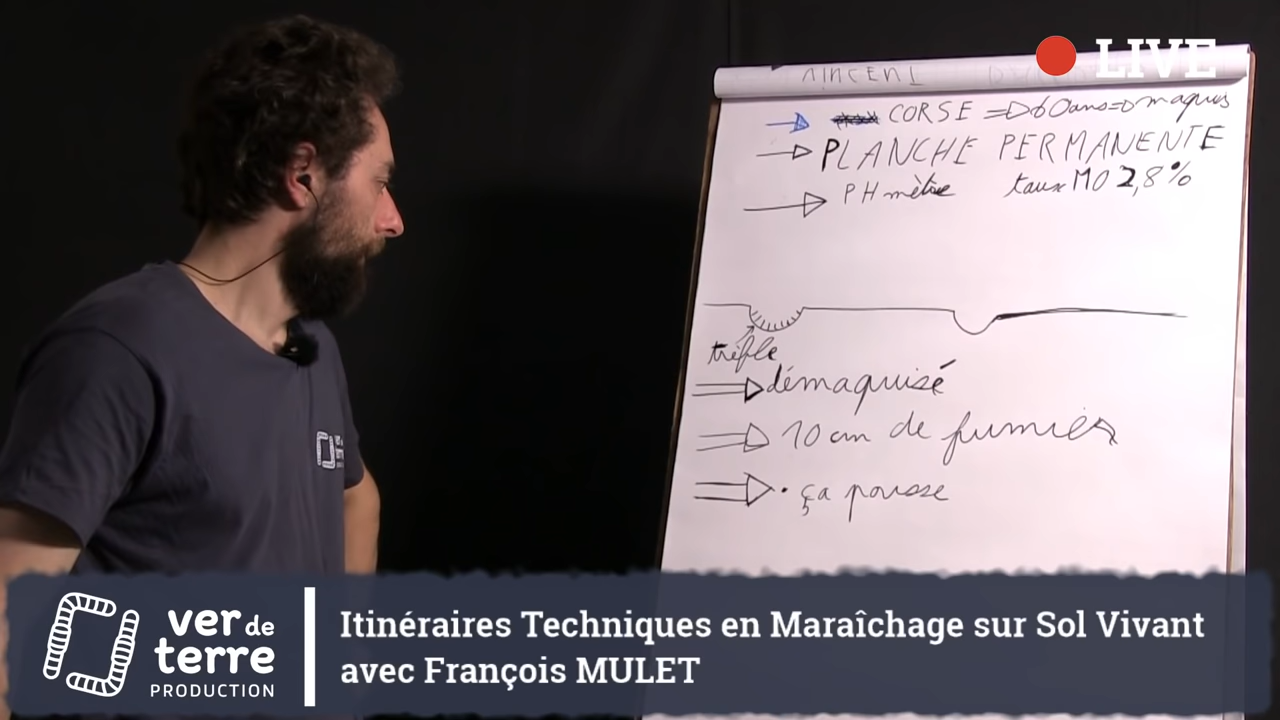 LIVE
CORSE => 60 ans => maquis
PLANCHE PERMANENTE
PH mètre taux MO 2,8%
trèfle
démaquisé
10 cm de fumier
• ça pousse
ver de
terre
PRODUCTION
Itinéraires Techniques en Maraîchage sur Sol Vivant
avec François MULET